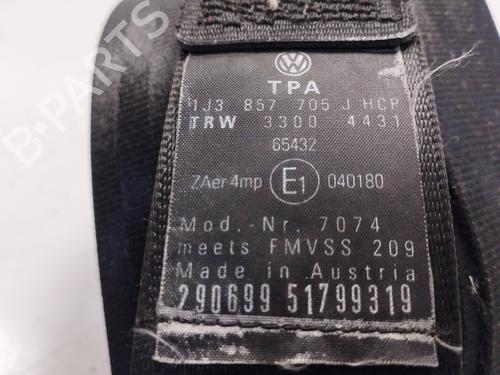 TPA
1J3 857 705 J HCP
TRW 3300 4431
65432
ZAer 4mp E1 040180
Mod.-Nr. 7074
meets FMVSS 209
Made in Austria
290699 51799319
B-PARTS